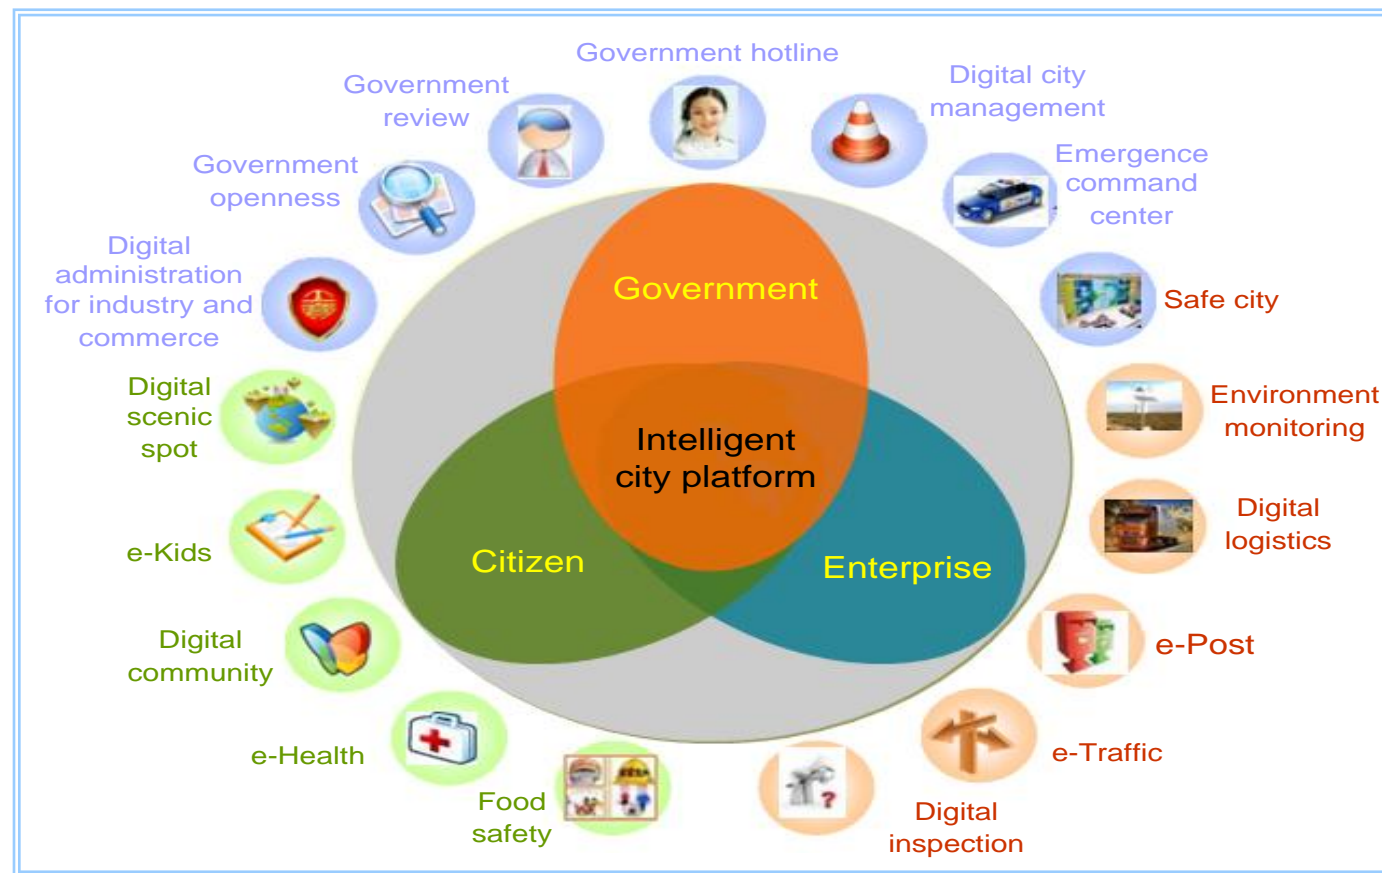 Government hotline
Government
review
Digital city
management
Government
openness
Emergence
command
center
Digital
administration
for industry and
commerce
Government
Safe city
Digital
scenic
spot
Environment
monitoring
Intelligent
city platform
Digital
logistics
e-Kids
Citizen
Enterprise
Digital
community
e-Post
e-Health
e-Traffic
Food
safety
?
Digital
inspection